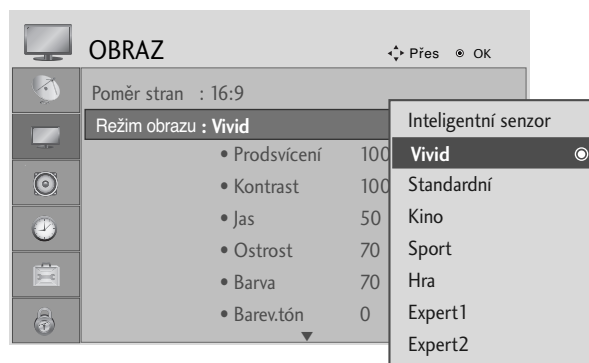 OBRAZ Přes OK
Poměr stran : 16:9
Režim obrazu : Vivid
• Prodsvícení 100
• Kontrast 100
• Jas 50
• Ostrost 70
• Barva 70
• Barev.tón 0
Inteligentní senzor
Vivid
Standardní
Kino
Sport
Hra
Expert1
Expert2